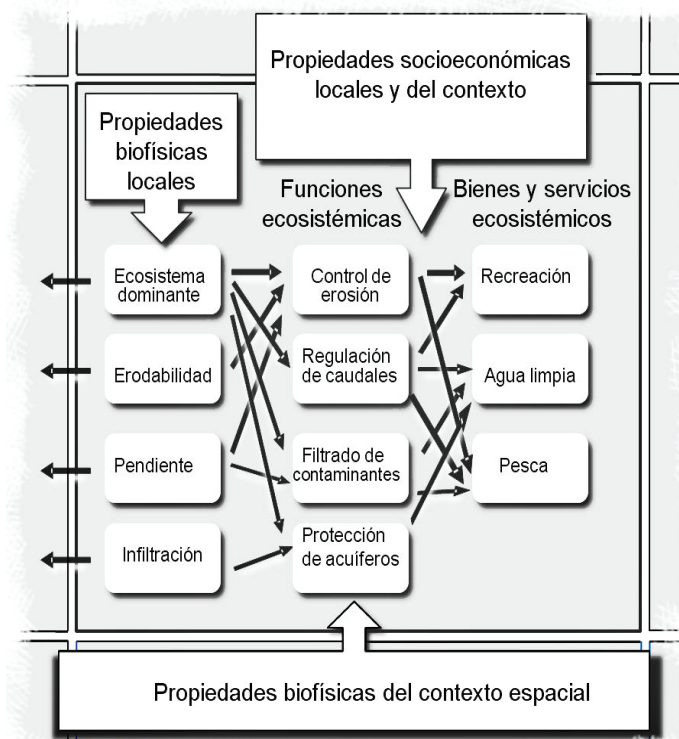 Propiedades socioeconómicas
locales y del contexto
Propiedades
biofísicas
locales
Funciones
ecosistémicas
Bienes y servicios
ecosistémicos
Ecosistema
dominante
Control de
erosión
Recreación
Erodabilidad
Regulación
de caudales
Agua limpia
Pendiente
Filtrado de
contaminantes
Pesca
Infiltración
Protección
de acuíferos
Propiedades biofísicas del contexto espacial